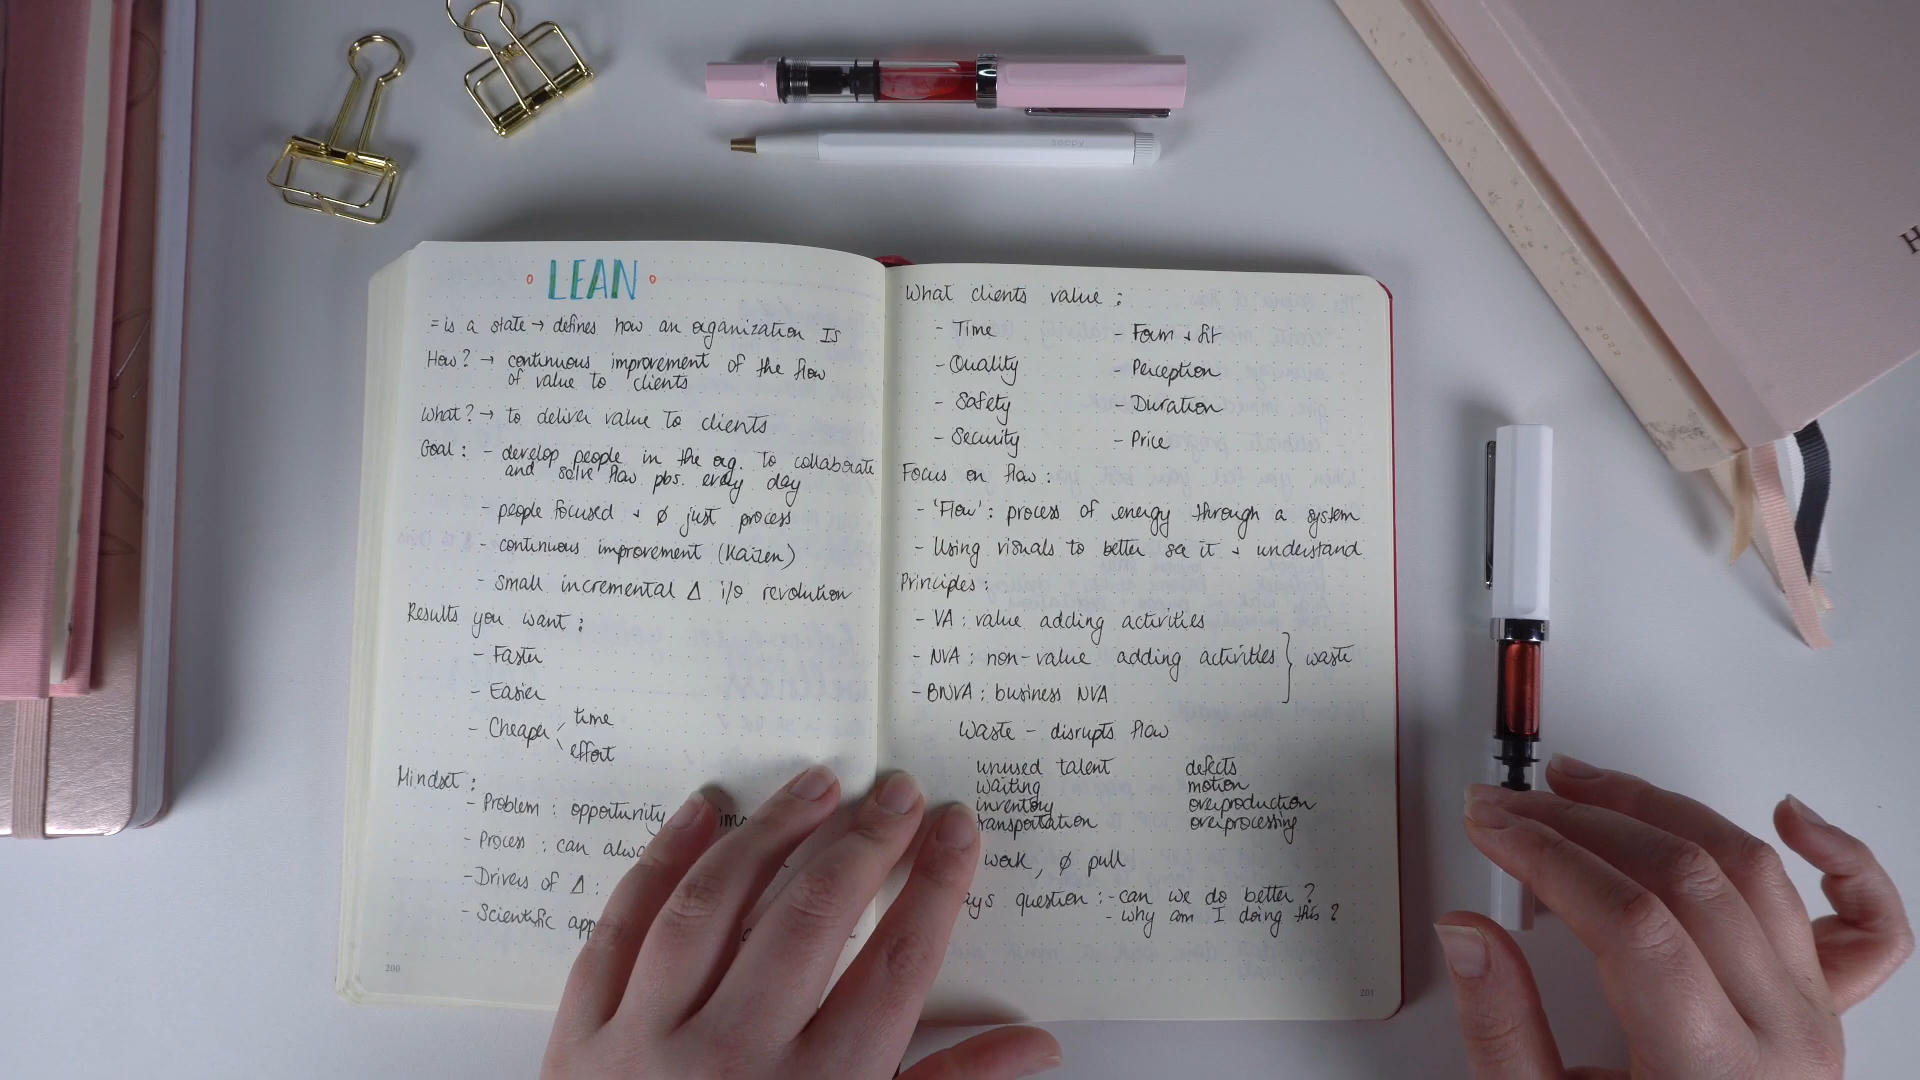 soppy
H
2022
◦ LEAN ◦
= is a state → defines how an organization IS
How? → continuous improvement of the flow
of value to clients
What? → to deliver value to clients
Goal: - develop people in the org. to collaborate
and solve flow pbs. every day
- people focused + ∅ just process
- continuous improvement (Kaizen)
- small incremental Δ i/o revolution
Results you want:
- Faster
- Easier
- Cheaper
time
effort
Mindset:
- Problem: opportunity
- Process: can
- Drivers of Δ:
- Scientific
200
What clients value:
- Time
- Quality
- Safety
- Security
- Form + fit
- Perception
- Duration
- Price
Focus on flow:
- 'Flow': process of energy through a system
- Using visuals to better see it + understand
Principles:
- VA: value adding activities
- NVA: non-value adding activities } waste
- BNVA: business NVA
Waste - disrupts flow
unused talent
waiting
inventory
transportation
defects
motion
overproduction
overprocessing
work, ∅ pull
question: - can we do better?
- why am I doing this?
201